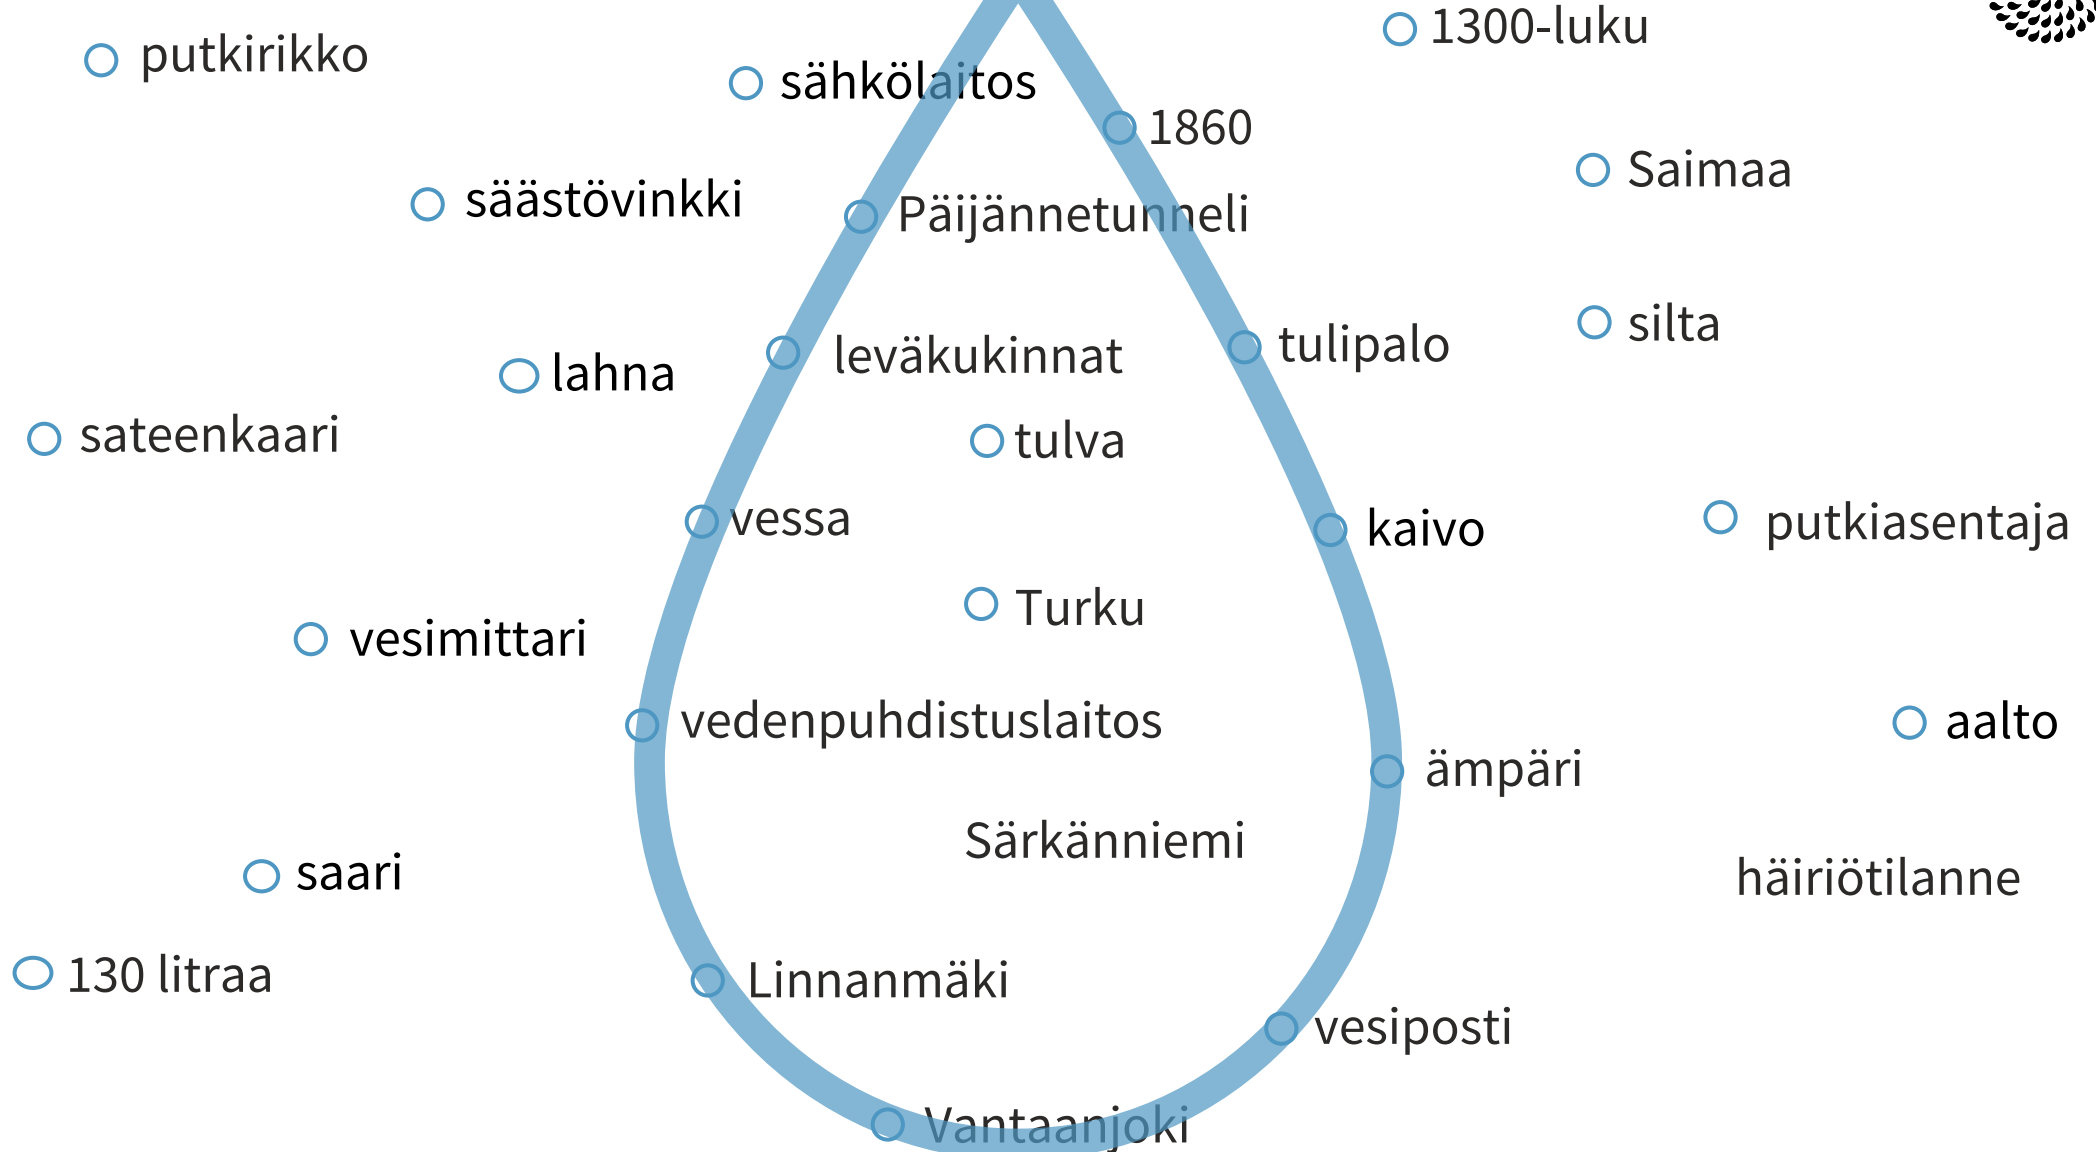 1300-luku
putkirikko
sähkölaitos
1860
Saimaa
säästövinkki
Päijännetunneli
silta
tulipalo
leväkukinnat
lahna
sateenkaari
tulva
vessa
kaivo
putkiasentaja
Turku
vesimittari
vedenpuhdistuslaitos
aalto
ämpäri
Särkänniemi
saari
häiriötilanne
130 litraa
Linnanmäki
vesiposti
Vantaanjoki